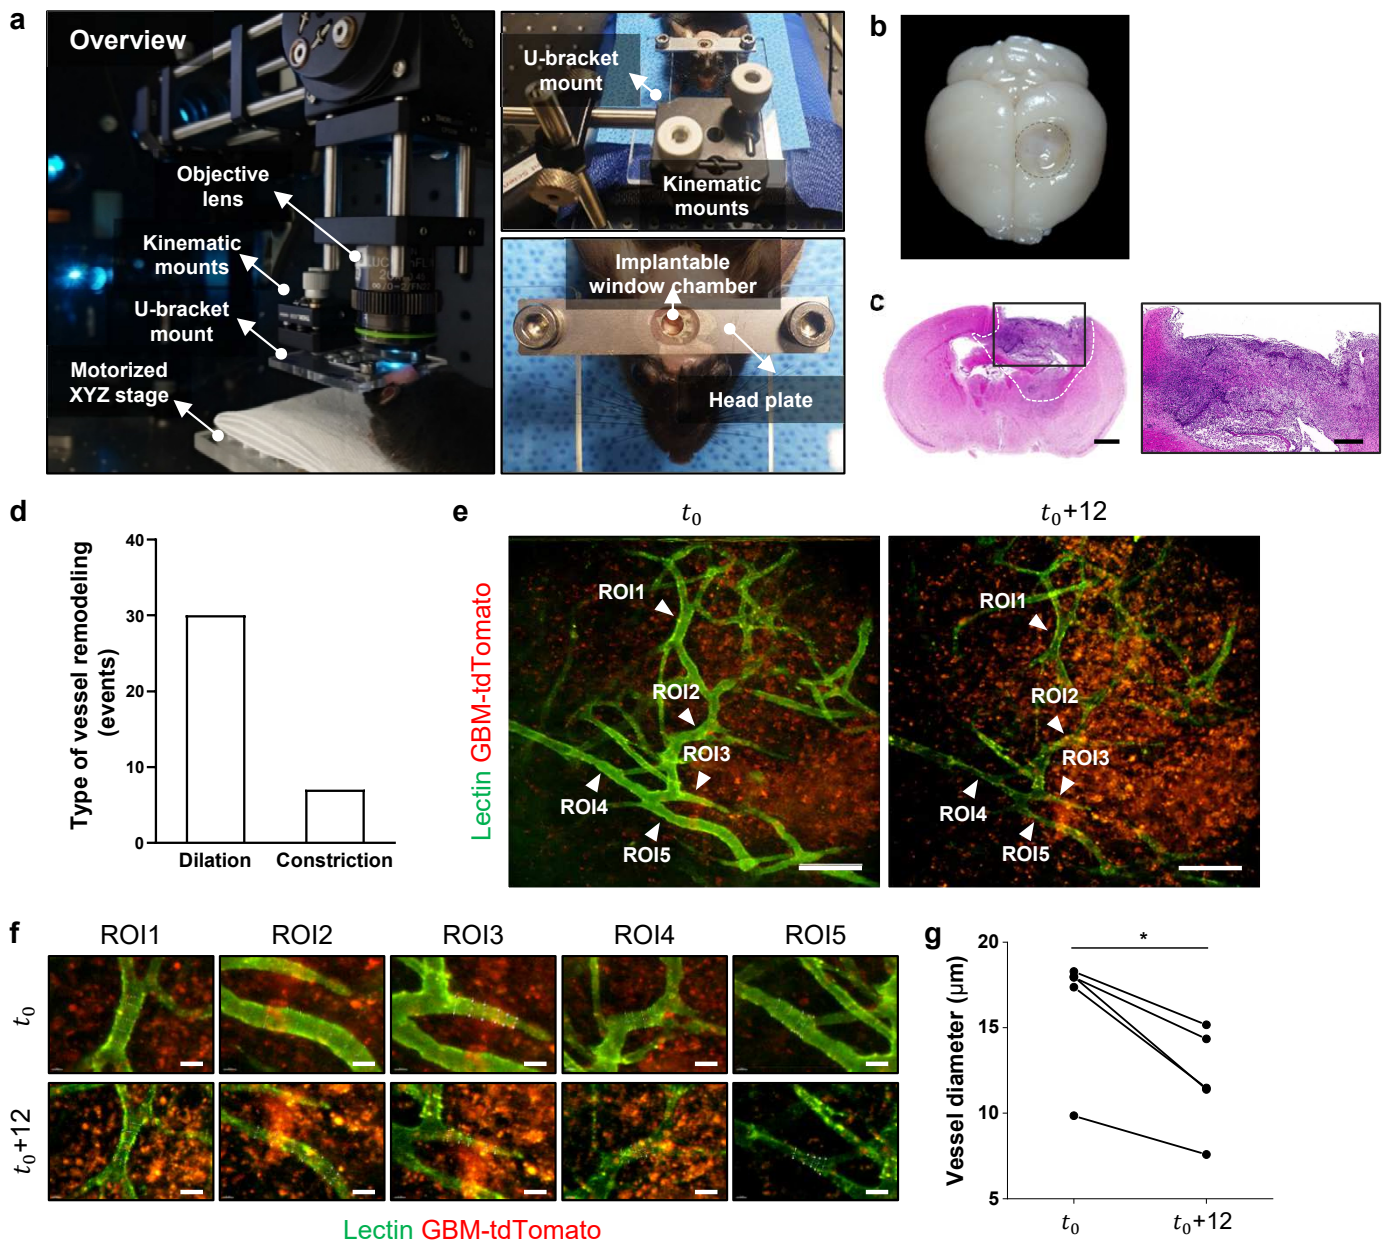 a
Overview
Objective
lens
Kinematic
mounts
U-bracket
mount
Motorized
XYZ stage
U-bracket
mount
Kinematic
mounts
Implantable
window chamber
Head plate
b
c
d
Type of vessel remodeling
(events)
40
30
20
10
0
Dilation Constriction
e
t₀
t₀+12
Lectin GBM-tdTomato
ROI1
ROI2
ROI3
ROI4
ROI5
ROI1
ROI2
ROI3
ROI4
ROI5
f
ROI1 ROI2 ROI3 ROI4 ROI5
t₀
t₀+12
Lectin GBM-tdTomato
g
*
Vessel diameter (μm)
20
15
10
5
t₀ t₀+12